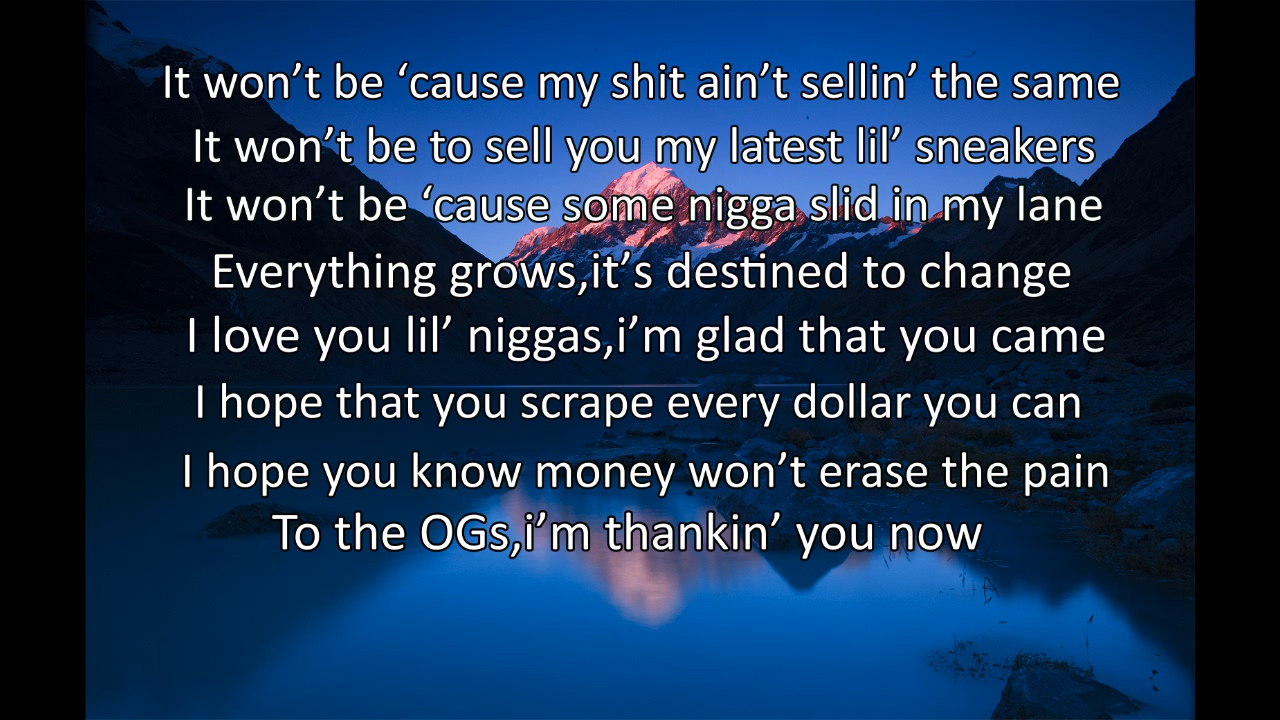 It won’t be ‘cause my shit ain’t sellin’ the same
It won’t be to sell you my latest lil’ sneakers
It won’t be ‘cause some nigga slid in my lane
Everything grows,it’s destined to change
I love you lil’ niggas,i’m glad that you came
I hope that you scrape every dollar you can
I hope you know money won’t erase the pain
To the OGs,i’m thankin’ you now